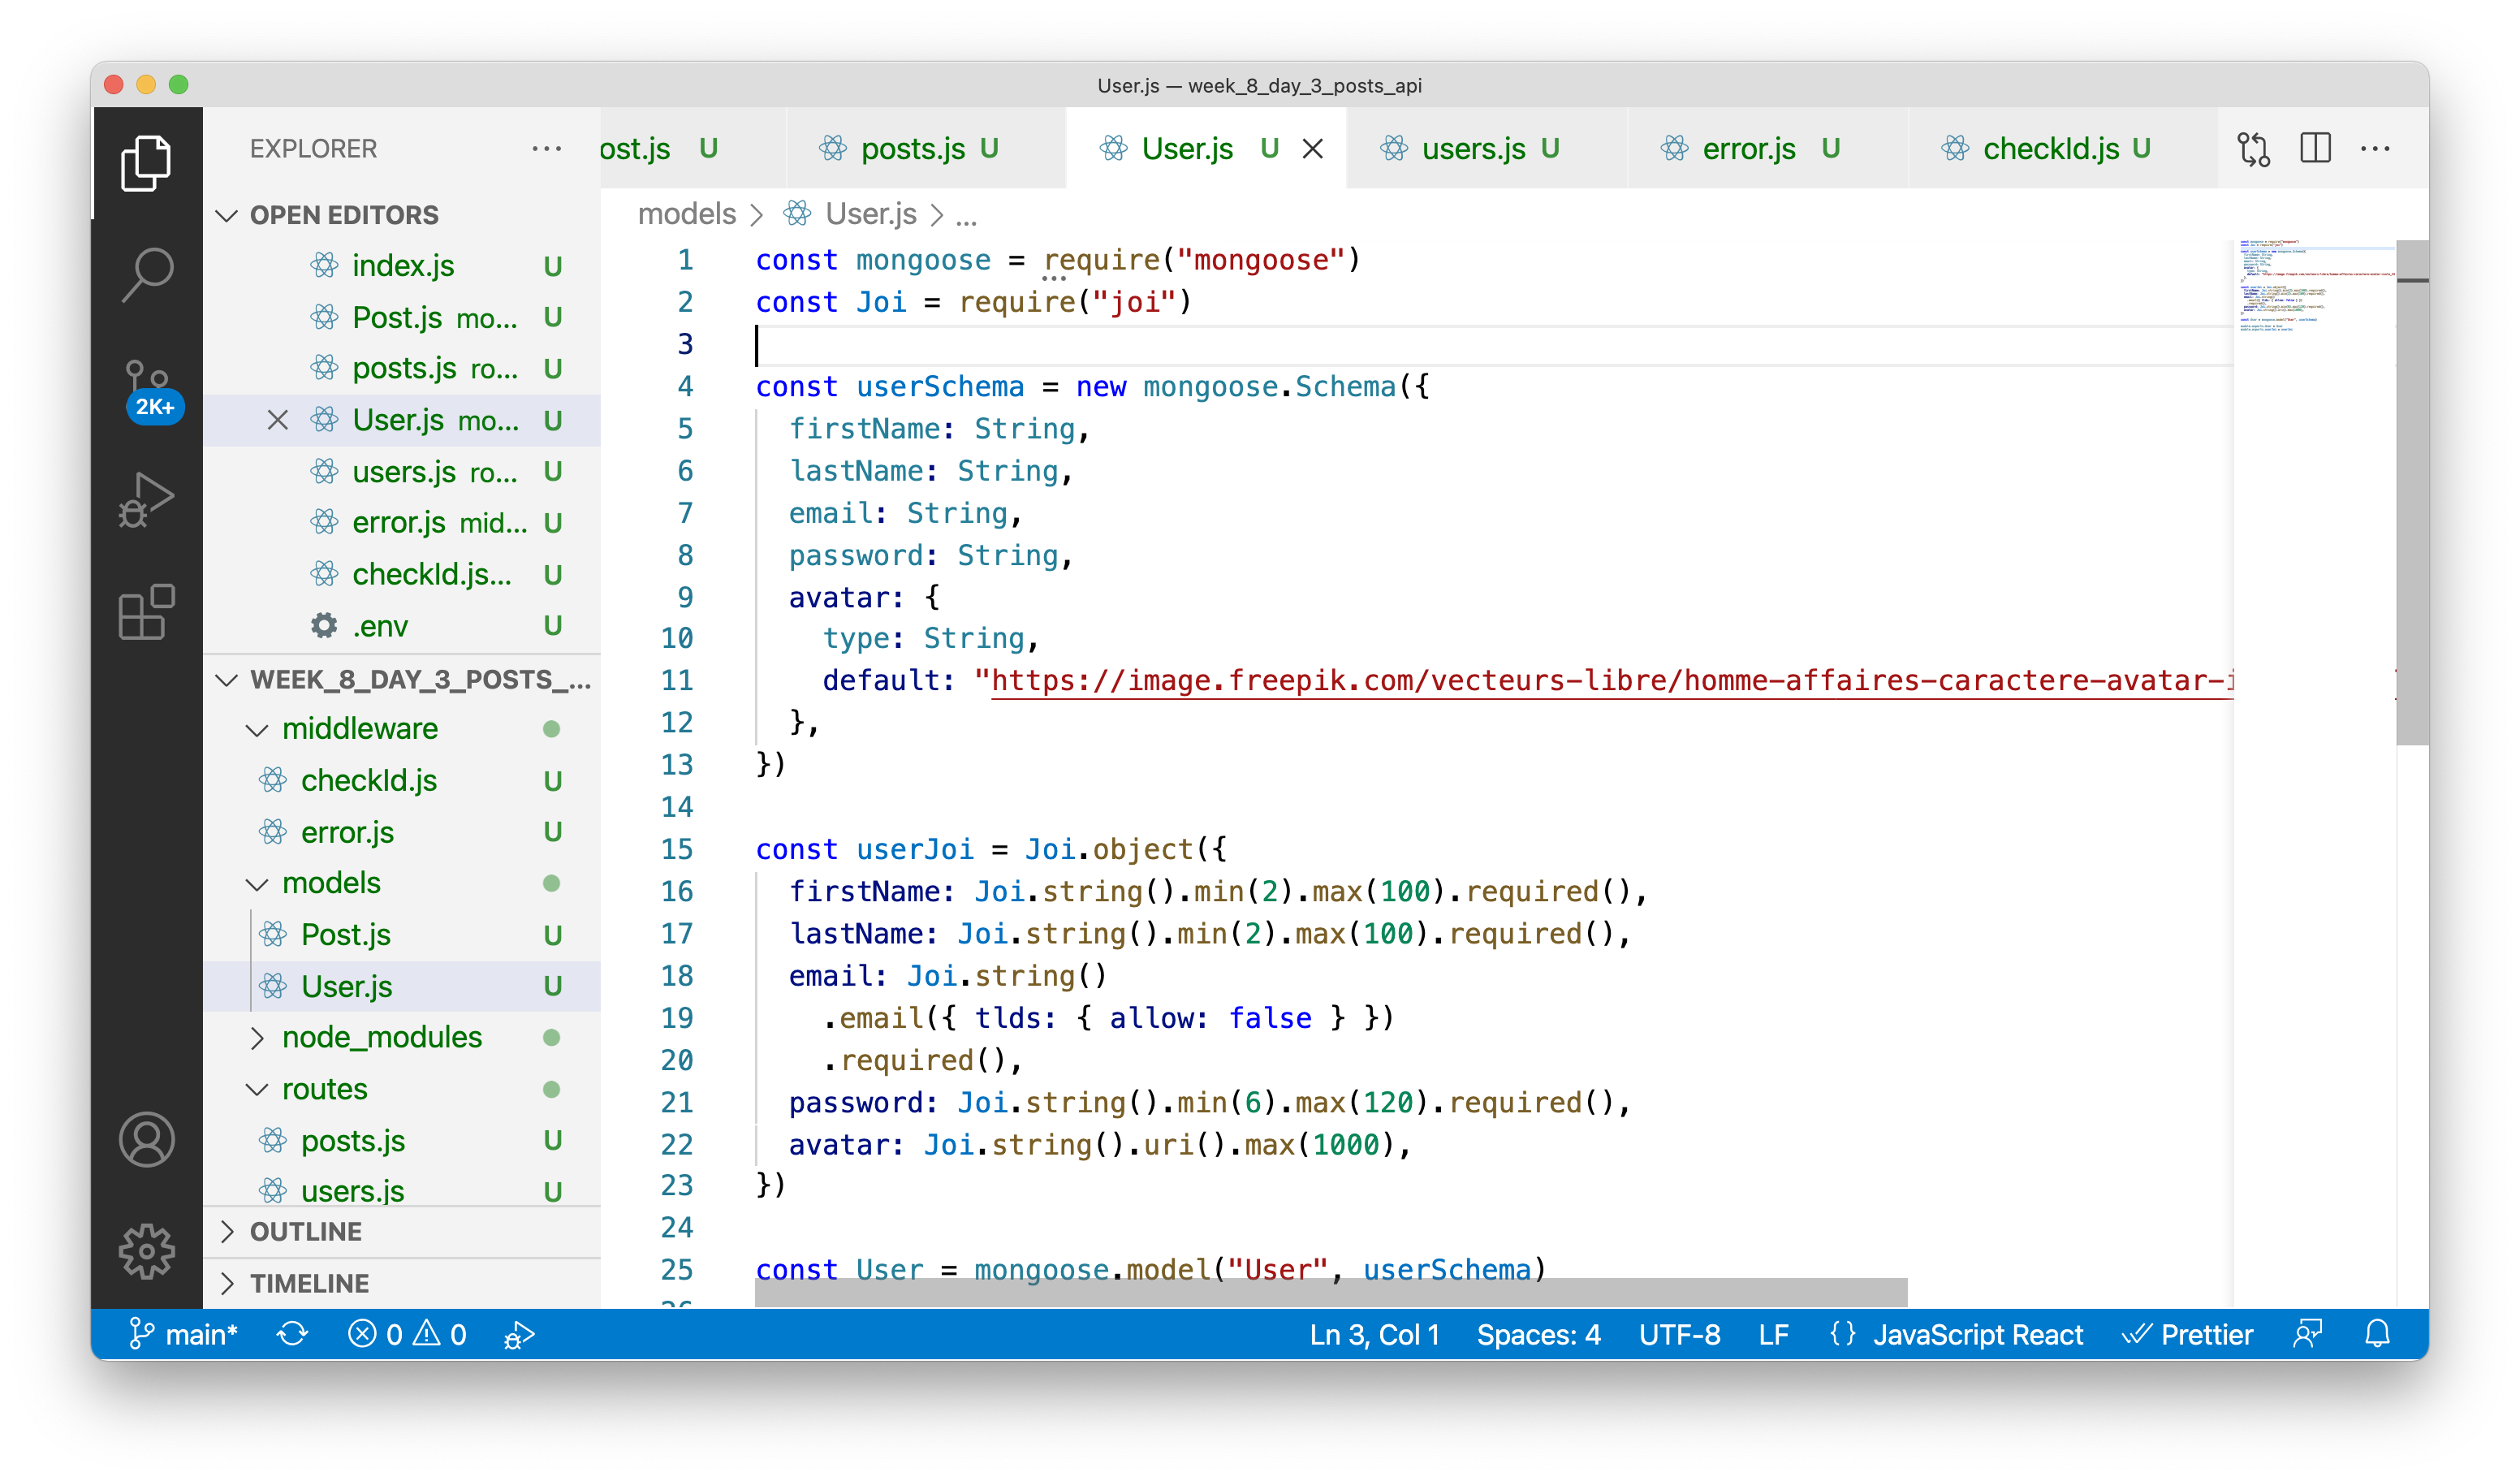 User.js — week_8_day_3_posts_api
EXPLORER
ost.js U
posts.js U
User.js U
users.js U
error.js U
checkId.js U
OPEN EDITORS
index.js U
Post.js mo... U
posts.js ro... U
User.js mo... U
users.js ro... U
error.js mid... U
checkId.js... U
.env U
WEEK_8_DAY_3_POSTS_...
middleware
checkId.js U
error.js U
models
Post.js U
User.js U
node_modules
routes
posts.js U
users.js U
OUTLINE
TIMELINE
2K+
models > User.js > ...
1 const mongoose = require("mongoose")
2 const Joi = require("joi")
3
4 const userSchema = new mongoose.Schema({
5 firstName: String,
6 lastName: String,
7 email: String,
8 password: String,
9 avatar: {
10 type: String,
11 default: "https://image.freepik.com/vecteurs-libre/homme-affaires-caractere-avatar-i
12 },
13 })
14
15 const userJoi = Joi.object({
16 firstName: Joi.string().min(2).max(100).required(),
17 lastName: Joi.string().min(2).max(100).required(),
18 email: Joi.string()
19 .email({ tlds: { allow: false } })
20 .required(),
21 password: Joi.string().min(6).max(120).required(),
22 avatar: Joi.string().uri().max(1000),
23 })
24
25 const User = mongoose.model("User", userSchema)
main* 0 0
Ln 3, Col 1 Spaces: 4 UTF-8 LF {} JavaScript React Prettier